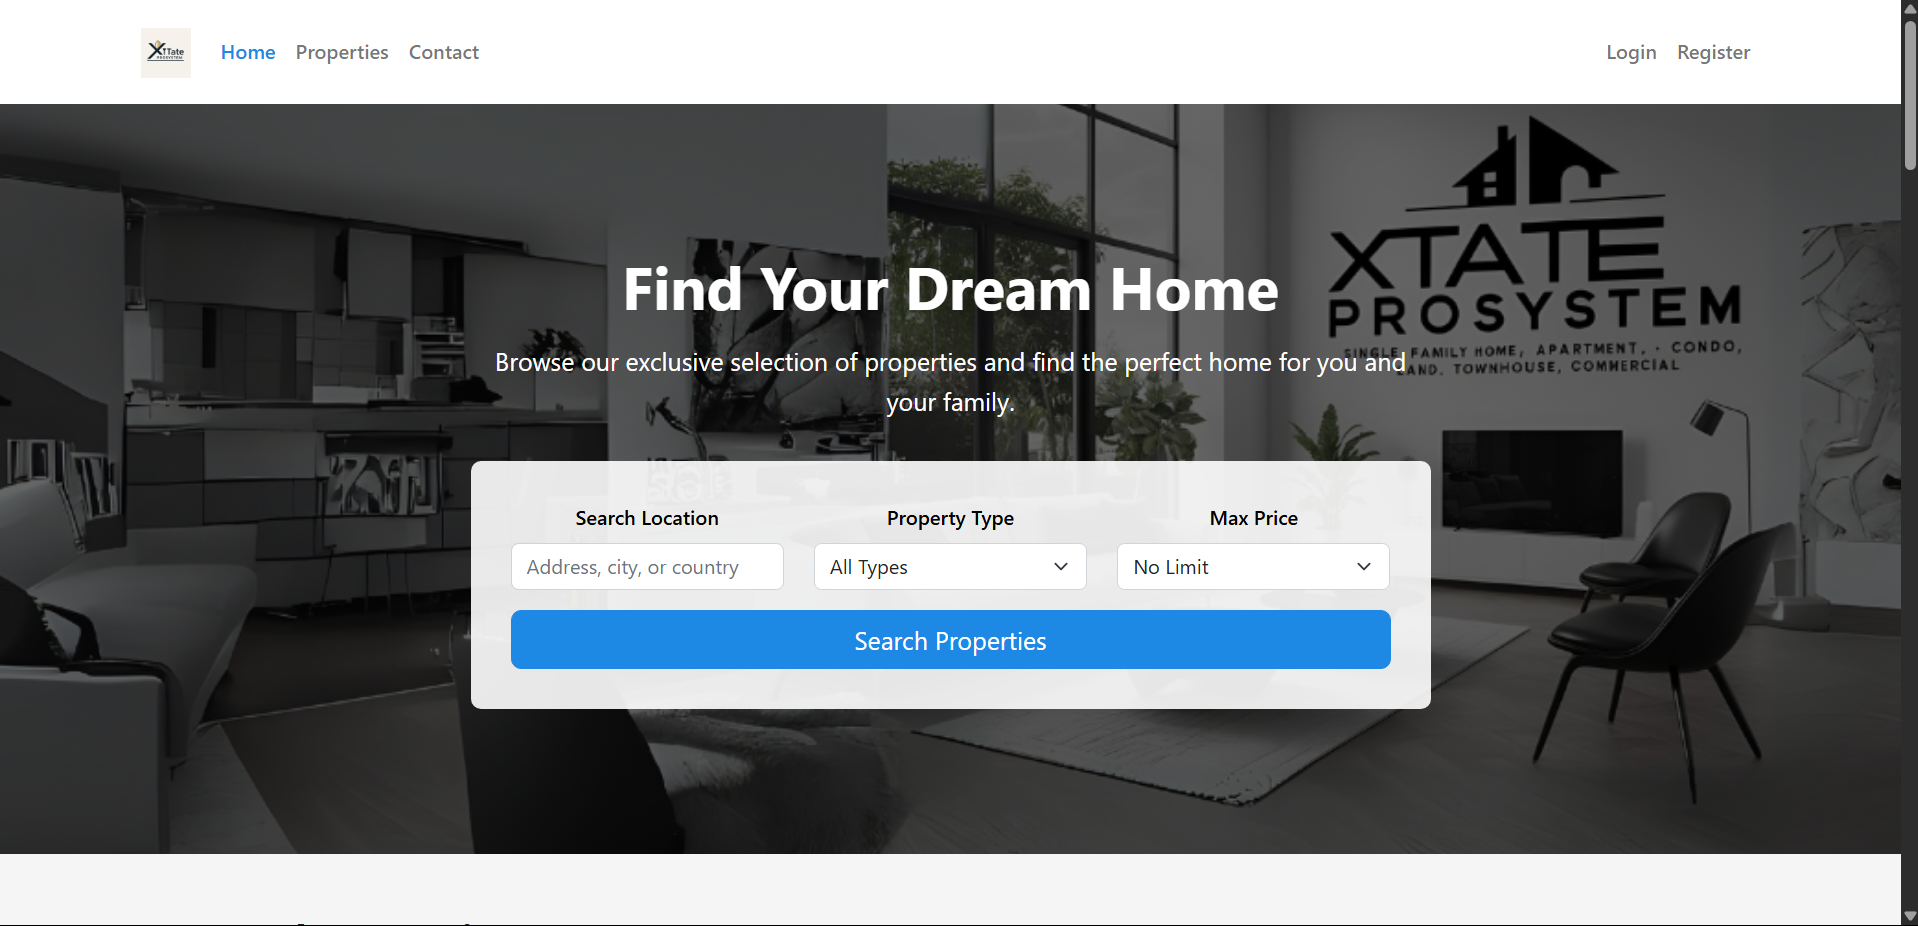 XTTate
PROSYSTEM
Home
Properties
Contact
Login
Register
XTATE
PROSYSTEM
SINGLE FAMILY HOME, APARTMENT, · CONDO,
LAND. TOWNHOUSE, COMMERCIAL
Find Your Dream Home
Browse our exclusive selection of properties and find the perfect home for you and
your family.
Search Location
Property Type
Max Price
Address, city, or country
All Types
No Limit
Search Properties